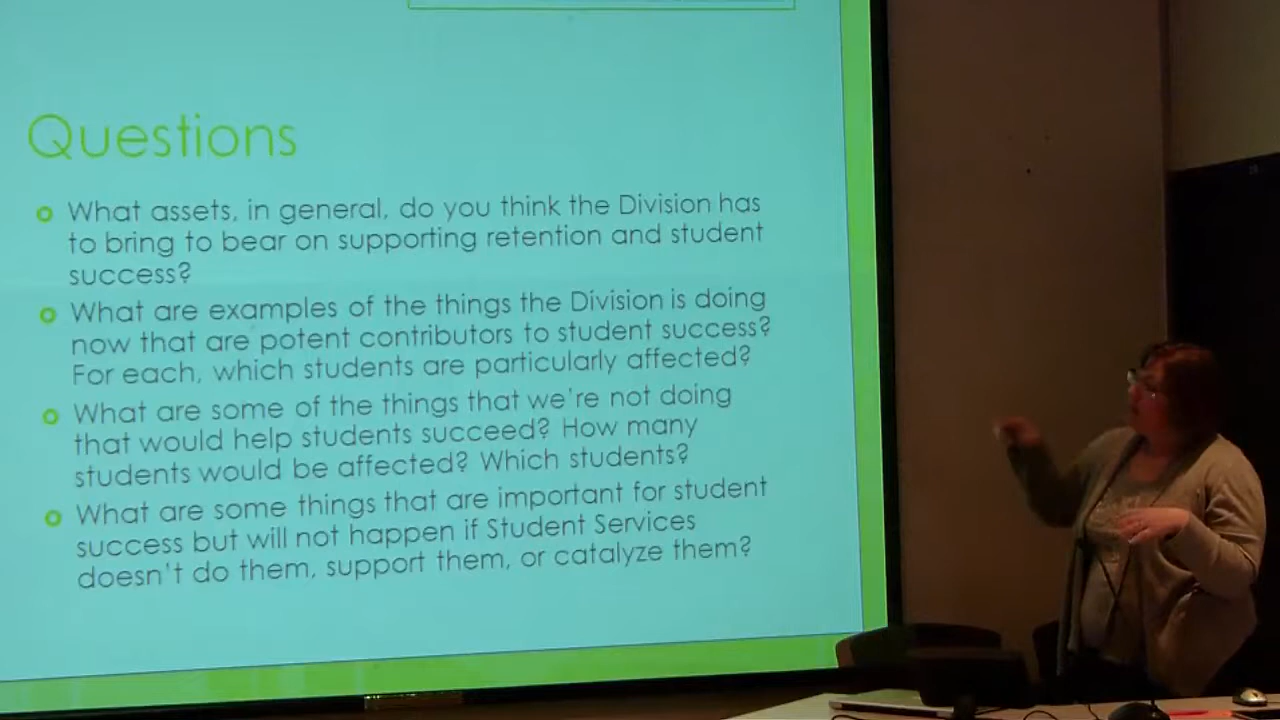 Questions
What assets, in general, do you think the Division has
to bring to bear on supporting retention and student
success?
What are examples of the things the Division is doing
now that are potent contributors to student success?
For each, which students are particularly affected?
What are some of the things that we're not doing
that would help students succeed? How many
students would be affected? Which students?
What are some things that are important for student
success but will not happen if Student Services
doesn't do them, support them, or catalyze them?